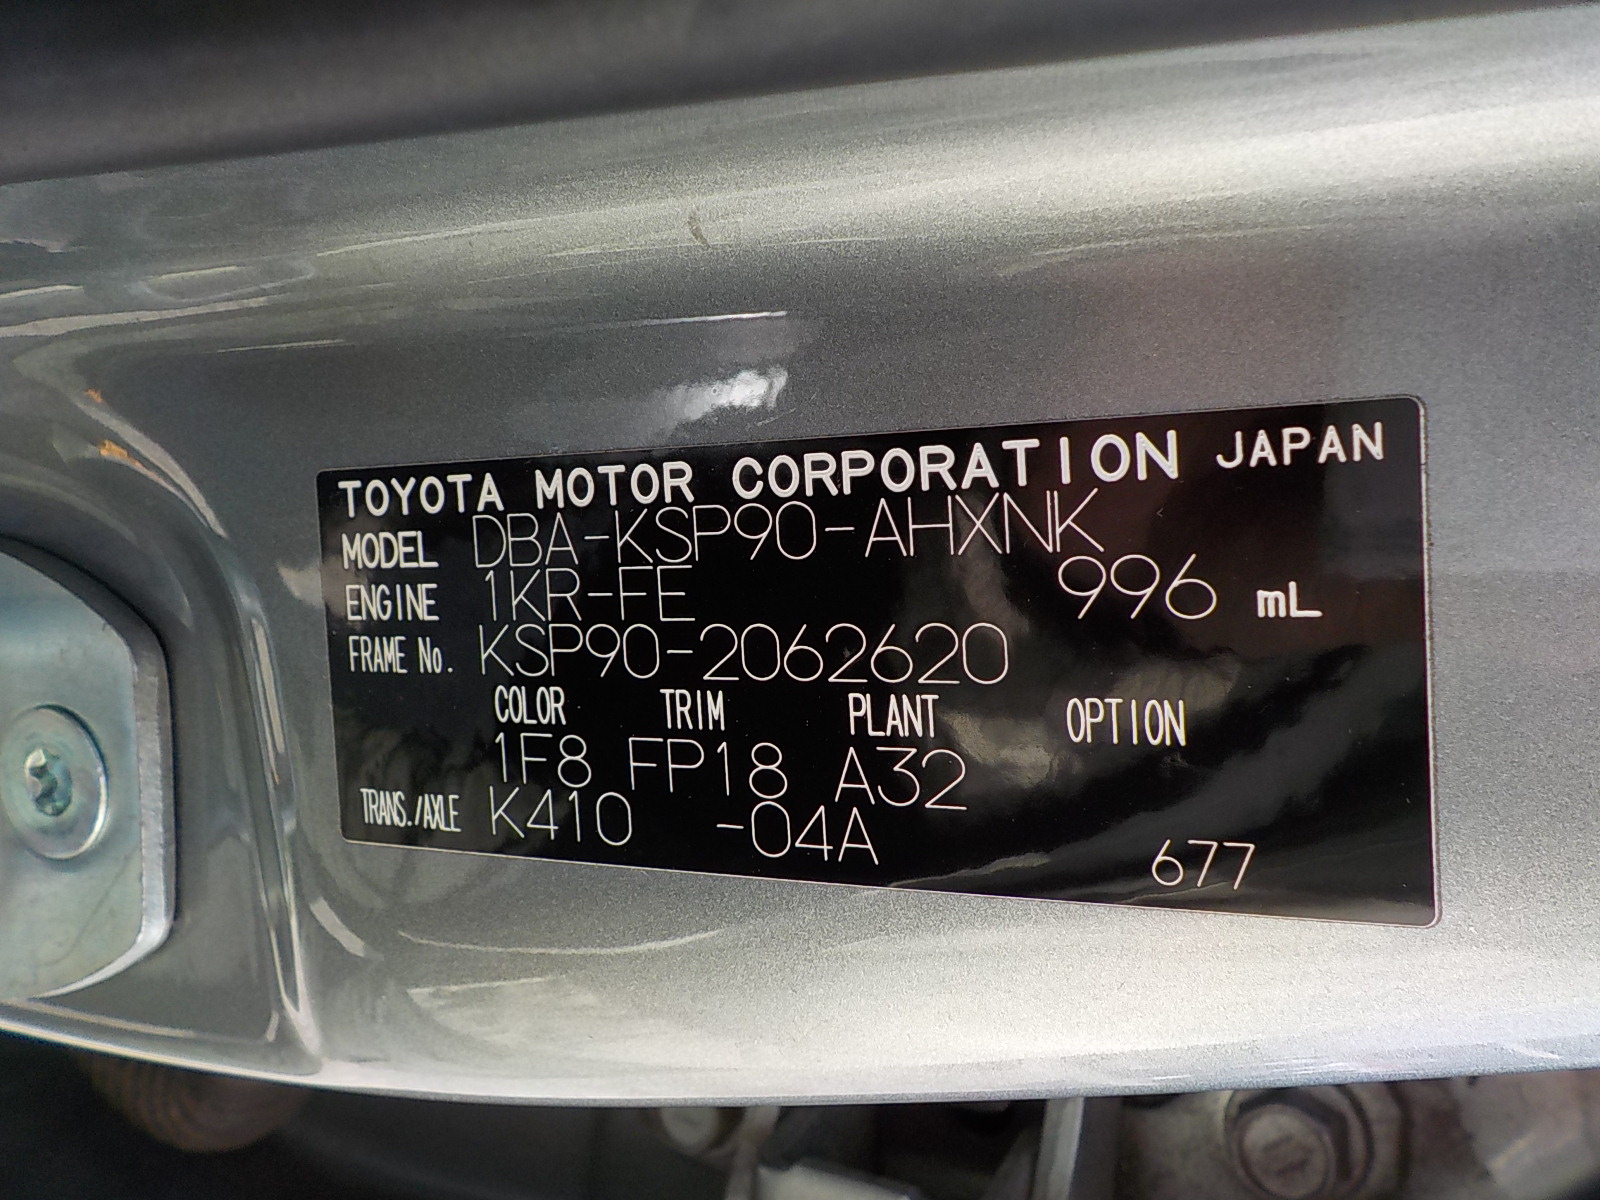 TOYOTA MOTOR CORPORATION JAPAN
MODEL DBA-KSP90-AHXNK
ENGINE 1KR-FE 996 mL
FRAME No. KSP90-2062620
COLOR TRIM PLANT OPTION
1F8 FP18 A32
TRANS./AXLE K410 -04A
677